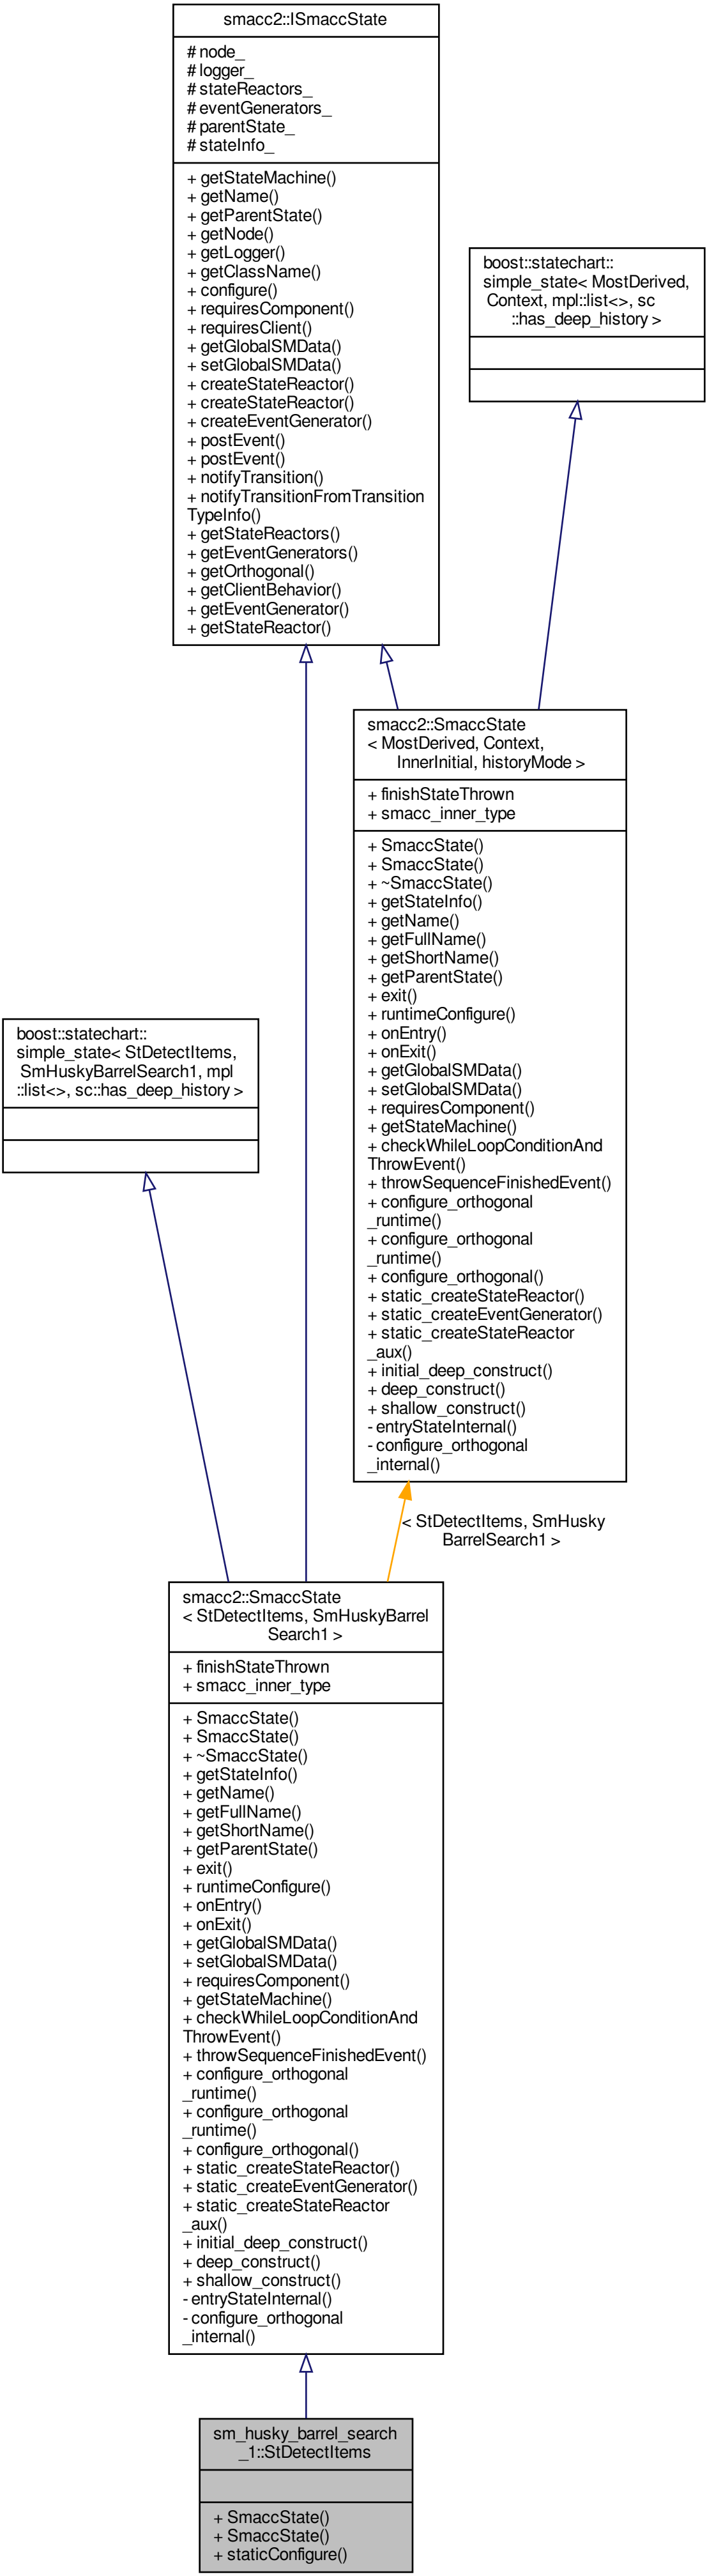 smacc2::ISmaccState
# node_
# logger_
# stateReactors_
# eventGenerators_
# parentState_
# stateInfo_
+ getStateMachine()
+ getName()
+ getParentState()
+ getNode()
+ getLogger()
+ getClassName()
+ configure()
+ requiresComponent()
+ requiresClient()
+ getGlobalSMData()
+ setGlobalSMData()
+ createStateReactor()
+ createStateReactor()
+ createEventGenerator()
+ postEvent()
+ postEvent()
+ notifyTransition()
+ notifyTransitionFromTransition
TypeInfo()
+ getStateReactors()
+ getEventGenerators()
+ getOrthogonal()
+ getClientBehavior()
+ getEventGenerator()
+ getStateReactor()
boost::statechart::
simple_state< MostDerived,
Context, mpl::list<>, sc
::has_deep_history >
smacc2::SmaccState
< MostDerived, Context,
InnerInitial, historyMode >
+ finishStateThrown
+ smacc_inner_type
+ SmaccState()
+ SmaccState()
+ ~SmaccState()
+ getStateInfo()
+ getName()
+ getFullName()
+ getShortName()
+ getParentState()
+ exit()
+ runtimeConfigure()
+ onEntry()
+ onExit()
+ getGlobalSMData()
+ setGlobalSMData()
+ requiresComponent()
+ getStateMachine()
+ checkWhileLoopConditionAnd
ThrowEvent()
+ throwSequenceFinishedEvent()
+ configure_orthogonal
_runtime()
+ configure_orthogonal
_runtime()
+ configure_orthogonal()
+ static_createStateReactor()
+ static_createEventGenerator()
+ static_createStateReactor
_aux()
+ initial_deep_construct()
+ deep_construct()
+ shallow_construct()
- entryStateInternal()
- configure_orthogonal
_internal()
boost::statechart::
simple_state< StDetectItems,
SmHuskyBarrelSearch1, mpl
::list<>, sc::has_deep_history >
< StDetectItems, SmHusky
BarrelSearch1 >
smacc2::SmaccState
< StDetectItems, SmHuskyBarrel
Search1 >
+ finishStateThrown
+ smacc_inner_type
+ SmaccState()
+ SmaccState()
+ ~SmaccState()
+ getStateInfo()
+ getName()
+ getFullName()
+ getShortName()
+ getParentState()
+ exit()
+ runtimeConfigure()
+ onEntry()
+ onExit()
+ getGlobalSMData()
+ setGlobalSMData()
+ requiresComponent()
+ getStateMachine()
+ checkWhileLoopConditionAnd
ThrowEvent()
+ throwSequenceFinishedEvent()
+ configure_orthogonal
_runtime()
+ configure_orthogonal
_runtime()
+ configure_orthogonal()
+ static_createStateReactor()
+ static_createEventGenerator()
+ static_createStateReactor
_aux()
+ initial_deep_construct()
+ deep_construct()
+ shallow_construct()
- entryStateInternal()
- configure_orthogonal
_internal()
sm_husky_barrel_search
_1::StDetectItems
+ SmaccState()
+ SmaccState()
+ staticConfigure()